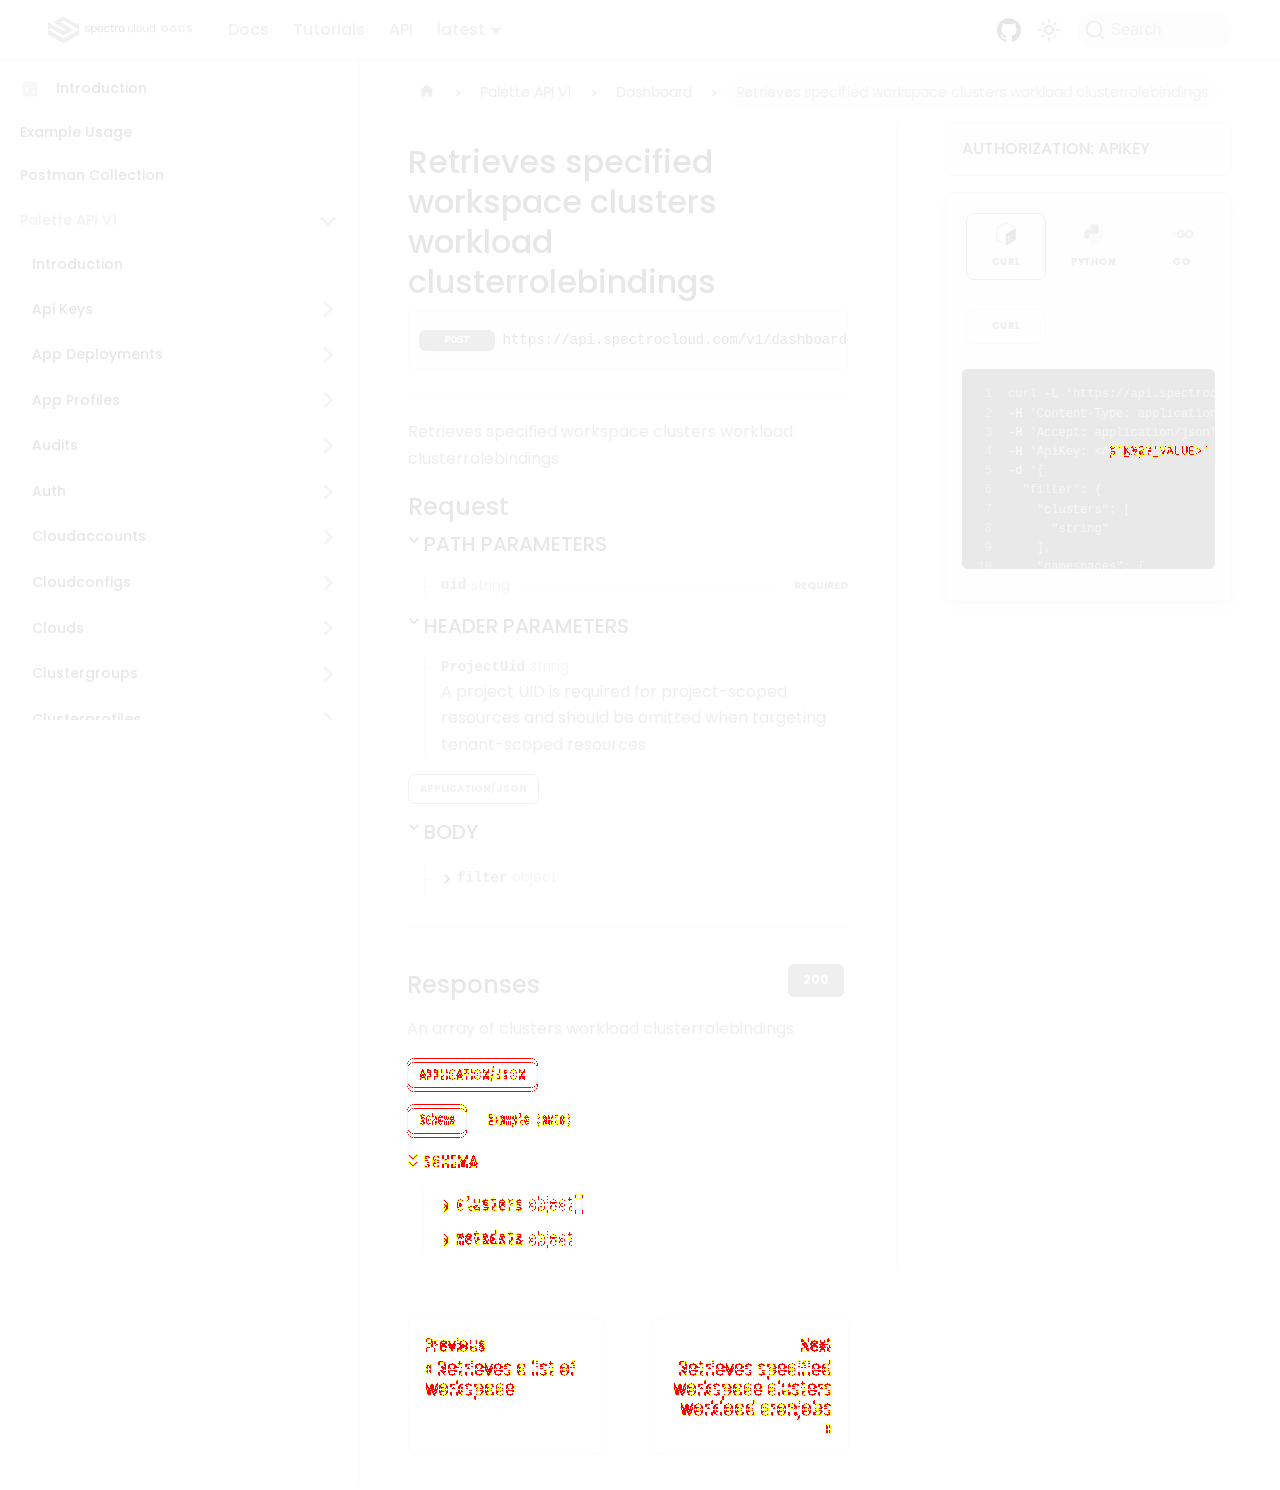 spectro cloud DOCS
Docs
Tutorials
API
latest
Search
Introduction
Example Usage
Postman Collection
Palette API V1
Introduction
Api Keys
App Deployments
App Profiles
Audits
Auth
Cloudaccounts
Cloudconfigs
Clouds
Clustergroups
Clusterprofiles
Palette API V1
Dashboard
Retrieves specified workspace clusters workload clusterrolebindings
Retrieves specified
workspace clusters
workload
clusterrolebindings
POST https://api.spectrocloud.com/v1/dashboard
Retrieves specified workspace clusters workload
clusterrolebindings
Request
PATH PARAMETERS
uid string REQUIRED
HEADER PARAMETERS
ProjectUid string
A project UID is required for project-scoped
resources and should be omitted when targeting
tenant-scoped resources
APPLICATION/JSON
BODY
filter object
Responses
200
An array of clusters workload clusterrolebindings
APPLICATION/JSON
Schema Example (auto)
SCHEMA
clusters object[]
metadata object
Previous
« Retrieves a list of
workspace
Next
Retrieves specified
workspace clusters
workload cronjobs
»
AUTHORIZATION: APIKEY
CURL
PYTHON
GO
GO
CURL
1 curl -L 'https://api.spectroc
2 -H 'Content-Type: application
3 -H 'Accept: application/json'
4 -H 'ApiKey: <A
5 -d '{
6 "filter": {
7 "clusters": [
8 "string"
9 ],
10 "namespaces": [